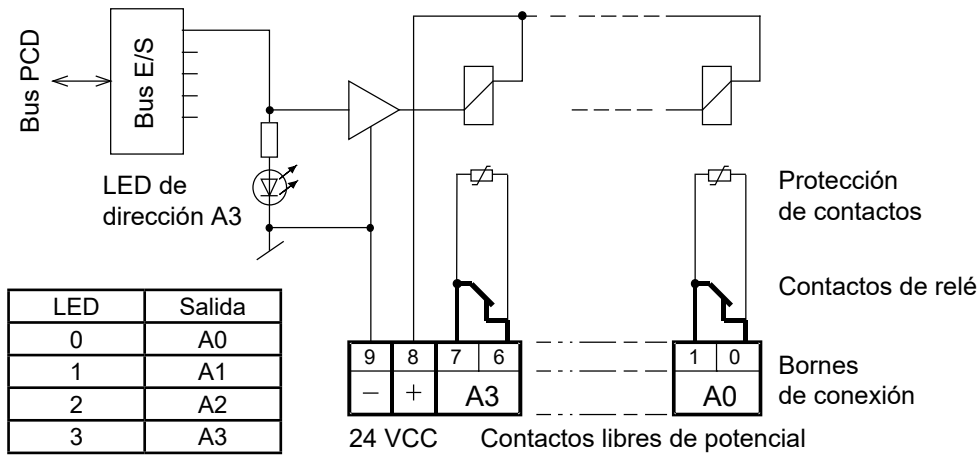 Bus PCD
Bus E/S
LED de
dirección A3
Protección
de contactos
Contactos de relé
LED Salida
0 A0
1 A1
2 A2
3 A3
9 8 7 6 1 0
– + A3 A0
Bornes
de conexión
24 VCC Contactos libres de potencial